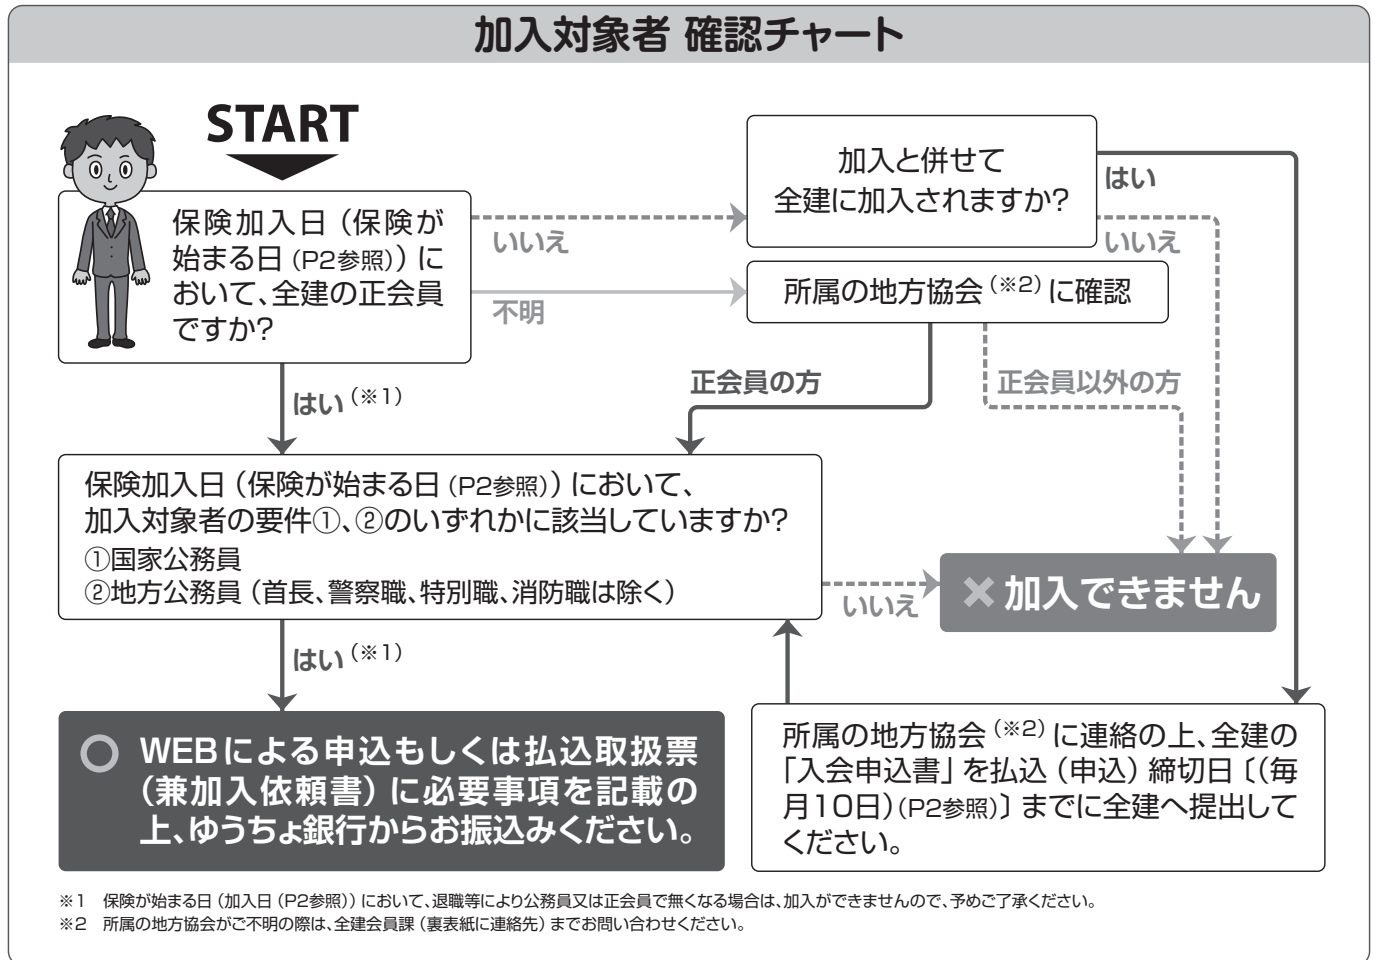 加入対象者 確認チャート
START
保険加入日（保険が
始まる日（P2参照））に
おいて、全建の正会員
ですか?
いいえ
不明
加入と併せて
全建に加入されますか?
はい
いいえ
所属の地方協会（※2）に確認
正会員の方
正会員以外の方
はい（※1）
保険加入日（保険が始まる日（P2参照））において、
加入対象者の要件①、②のいずれかに該当していますか?
①国家公務員
②地方公務員（首長、警察職、特別職、消防職は除く）
いいえ
×加入できません
はい（※1）
○ WEBによる申込もしくは払込取扱票
（兼加入依頼書）に必要事項を記載の
上、ゆうちょ銀行からお振込みください。
所属の地方協会（※2）に連絡の上、全建の
「入会申込書」を払込（申込）締切日〔（毎
月10日）（P2参照）〕までに全建へ提出して
ください。
※1 保険が始まる日（加入日（P2参照））において、退職等により公務員又は正会員で無くなる場合は、加入ができませんので、予めご了承ください。
※2 所属の地方協会がご不明の際は、全建会員課（裏表紙に連絡先）までお問い合わせください。